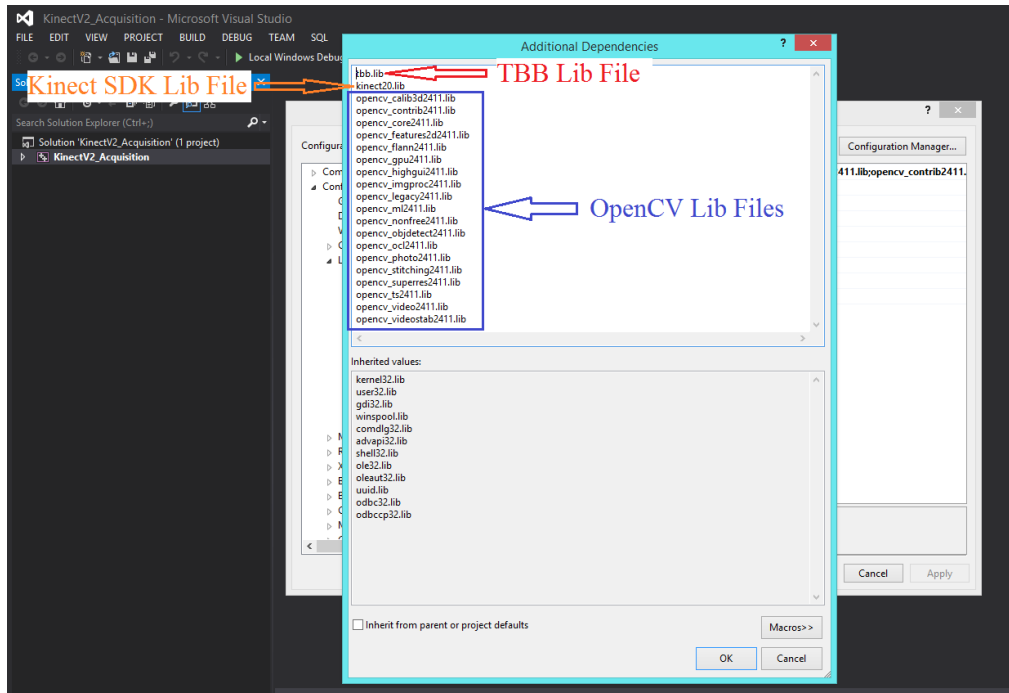 KinectV2_Acquisition - Microsoft Visual Studio
FILE EDIT VIEW PROJECT BUILD DEBUG TEAM SQL
Local Windows Debu
Additional Dependencies
?
tbb.lib
TBB Lib File
Kinect SDK Lib File
kinect20.lib
opencv_calib3d2411.lib
opencv_contrib2411.lib
opencv_core2411.lib
opencv_features2d2411.lib
opencv_flann2411.lib
opencv_gpu2411.lib
opencv_highgui2411.lib
opencv_imgproc2411.lib
opencv_legacy2411.lib
opencv_ml2411.lib
opencv_nonfree2411.lib
opencv_objdetect2411.lib
opencv_ocl2411.lib
opencv_photo2411.lib
opencv_stitching2411.lib
opencv_superres2411.lib
opencv_ts2411.lib
opencv_video2411.lib
opencv_videostab2411.lib
OpenCV Lib Files
Search Solution Explorer (Ctrl+;)
Solution 'KinectV2_Acquisition' (1 project)
KinectV2_Acquisition
Configura
Com
Conf
?
Configuration Manager...
411.lib;opencv_contrib2411.
Inherited values:
kernel32.lib
user32.lib
gdi32.lib
winspool.lib
comdlg32.lib
advapi32.lib
shell32.lib
ole32.lib
oleaut32.lib
uuid.lib
odbc32.lib
odbccp32.lib
Inherit from parent or project defaults
Macros>>
OK
Cancel
Cancel
Apply